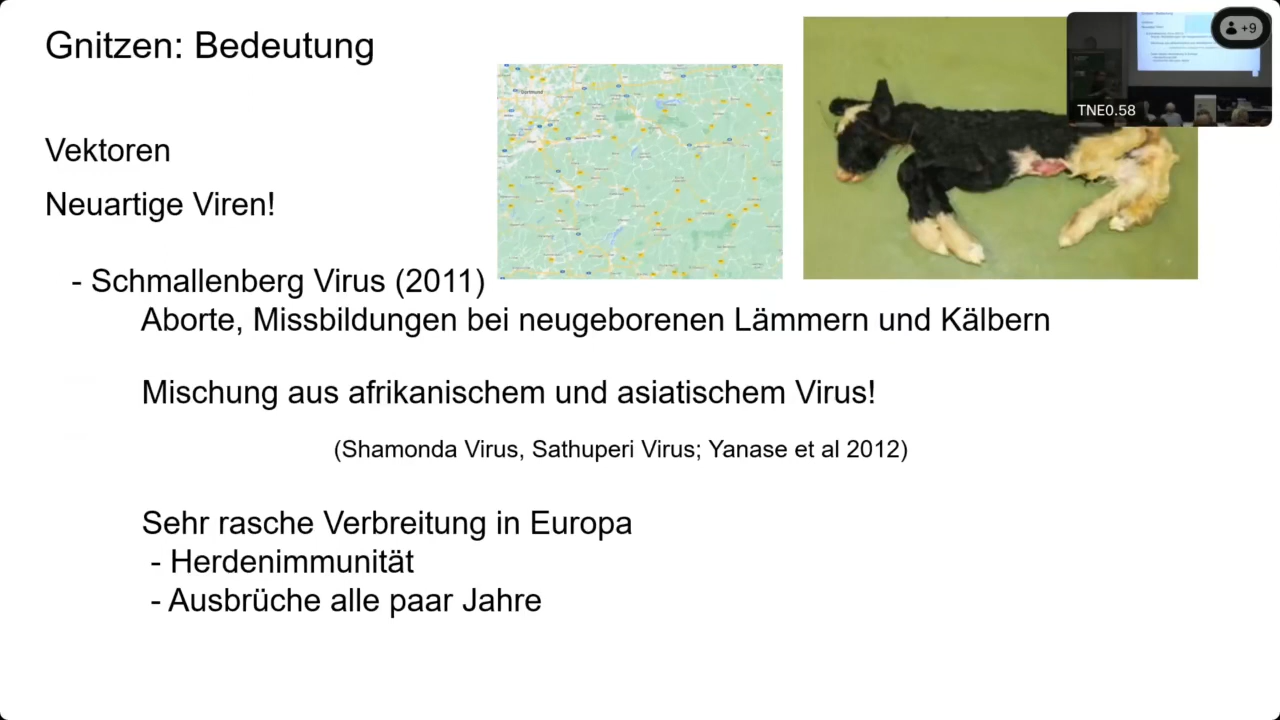 Gnitzen: Bedeutung
+9
TNE0.58
Dortmund
Vektoren
Neuartige Viren!
- Schmallenberg Virus (2011)
Aborte, Missbildungen bei neugeborenen Lämmern und Kälbern
Mischung aus afrikanischem und asiatischem Virus!
(Shamonda Virus, Sathuperi Virus; Yanase et al 2012)
Sehr rasche Verbreitung in Europa
- Herdenimmunität
- Ausbrüche alle paar Jahre